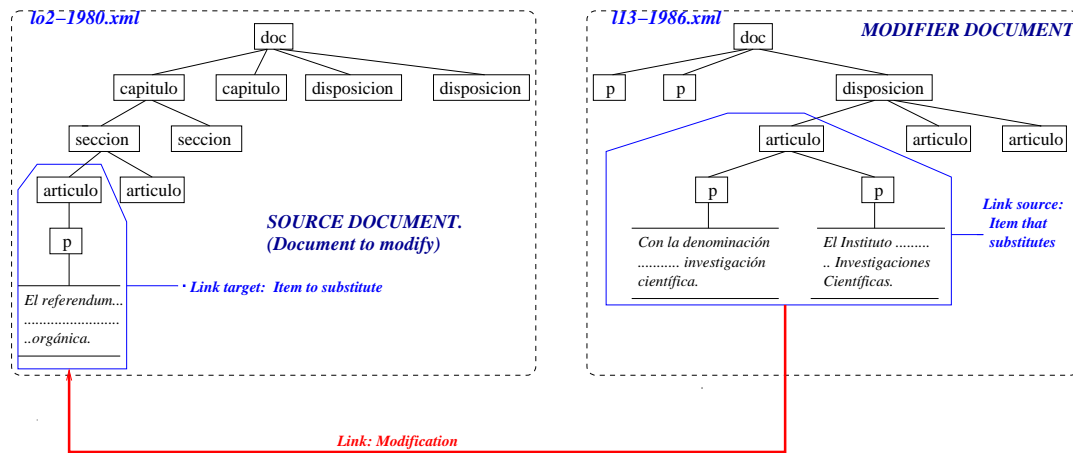 lo2−1980.xml
doc
capitulo
capitulo
disposicion
disposicion
seccion
seccion
articulo
articulo
p
SOURCE DOCUMENT.
(Document to modify)
Link target: Item to substitute
El referendum...
.........................
..orgánica.
l13−1986.xml
MODIFIER DOCUMENT
doc
p
p
disposicion
articulo
articulo
articulo
p
p
Con la denominación
............ investigación
científica.
El Instituto .........
.. Investigaciones
Científicas.
Link source:
Item that
substitutes
Link: Modification